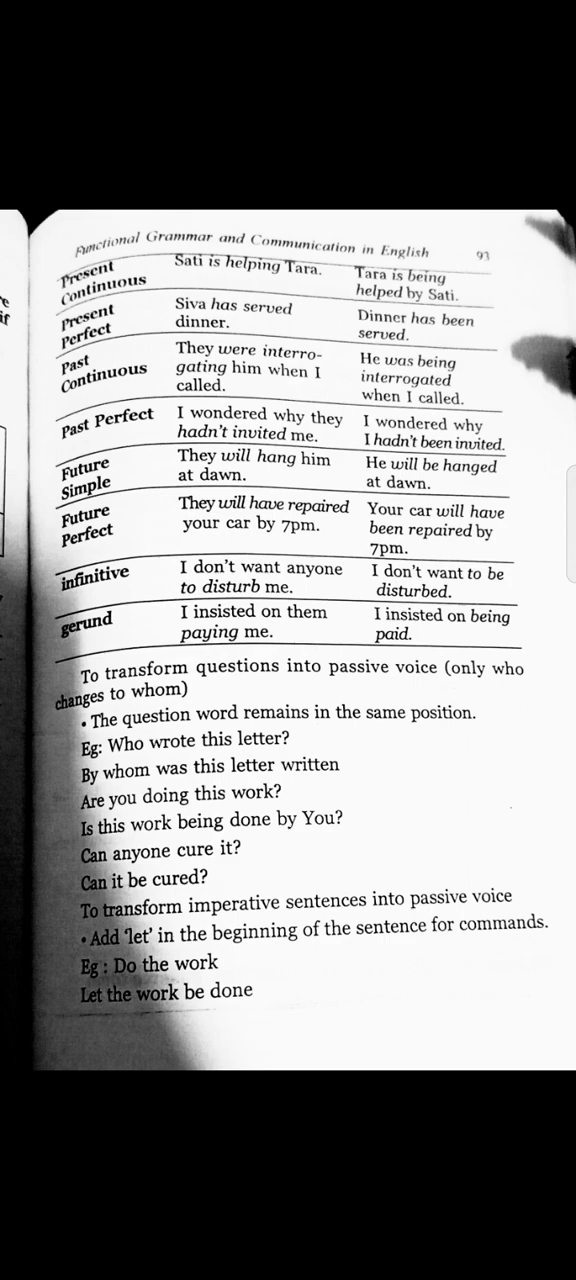 Functional Grammar and Communication in English 93
Present Continuous Sati is helping Tara. Tara is being helped by Sati.
Present Perfect Siva has served dinner. Dinner has been served.
Past Continuous They were interro- gating him when I called. He was being interrogated when I called.
Past Perfect I wondered why they hadn't invited me. I wondered why I hadn't been invited.
Future Simple They will hang him at dawn. He will be hanged at dawn.
Future Perfect They will have repaired your car by 7pm. Your car will have been repaired by 7pm.
infinitive I don't want anyone to disturb me. I don't want to be disturbed.
gerund I insisted on them paying me. I insisted on being paid.
To transform questions into passive voice (only who
changes to whom)
• The question word remains in the same position.
Eg: Who wrote this letter?
By whom was this letter written
Are you doing this work?
Is this work being done by You?
Can anyone cure it?
Can it be cured?
To transform imperative sentences into passive voice
• Add 'let' in the beginning of the sentence for commands.
Eg : Do the work
Let the work be done